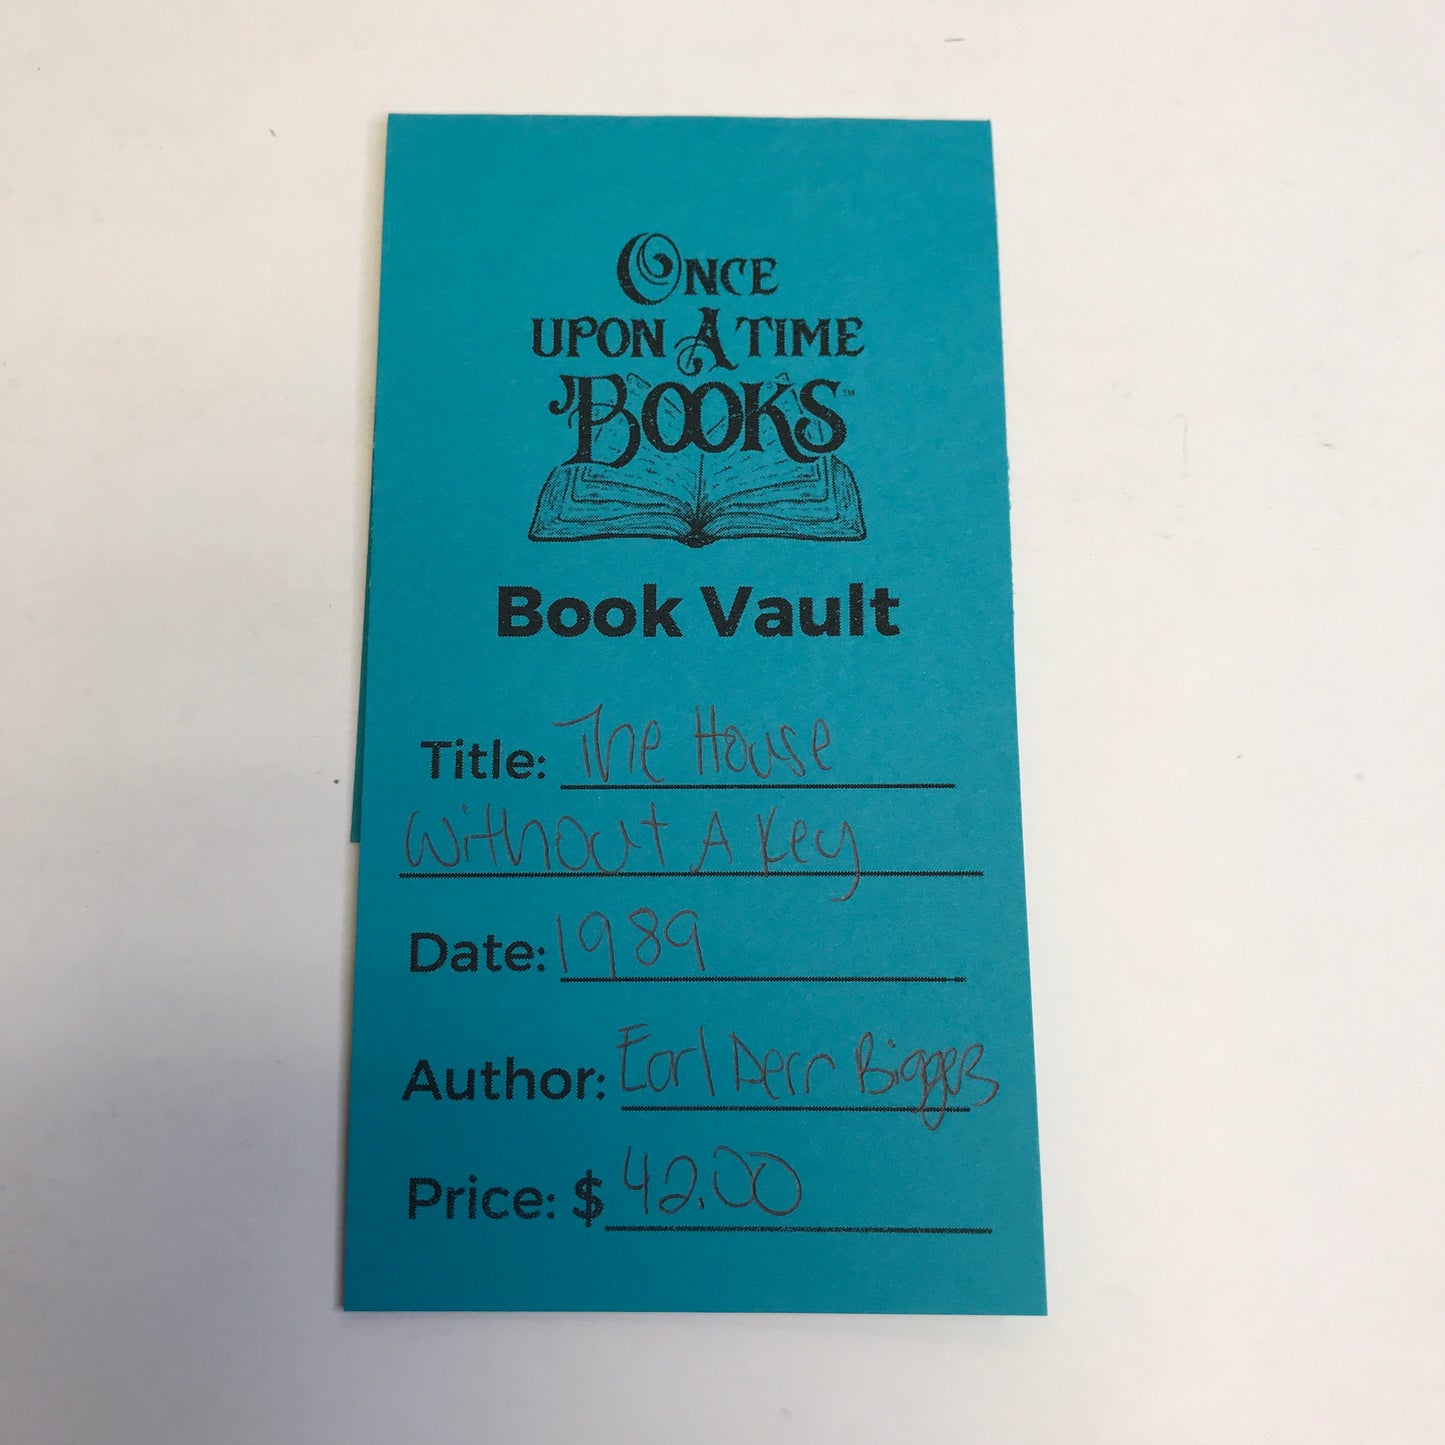 ONCE
UPON A TIME
BOOKS™
Book Vault
Title: The House
Without A Key
Date: 1989
Author: Earl Derr Biggers
Price: $ 42.00